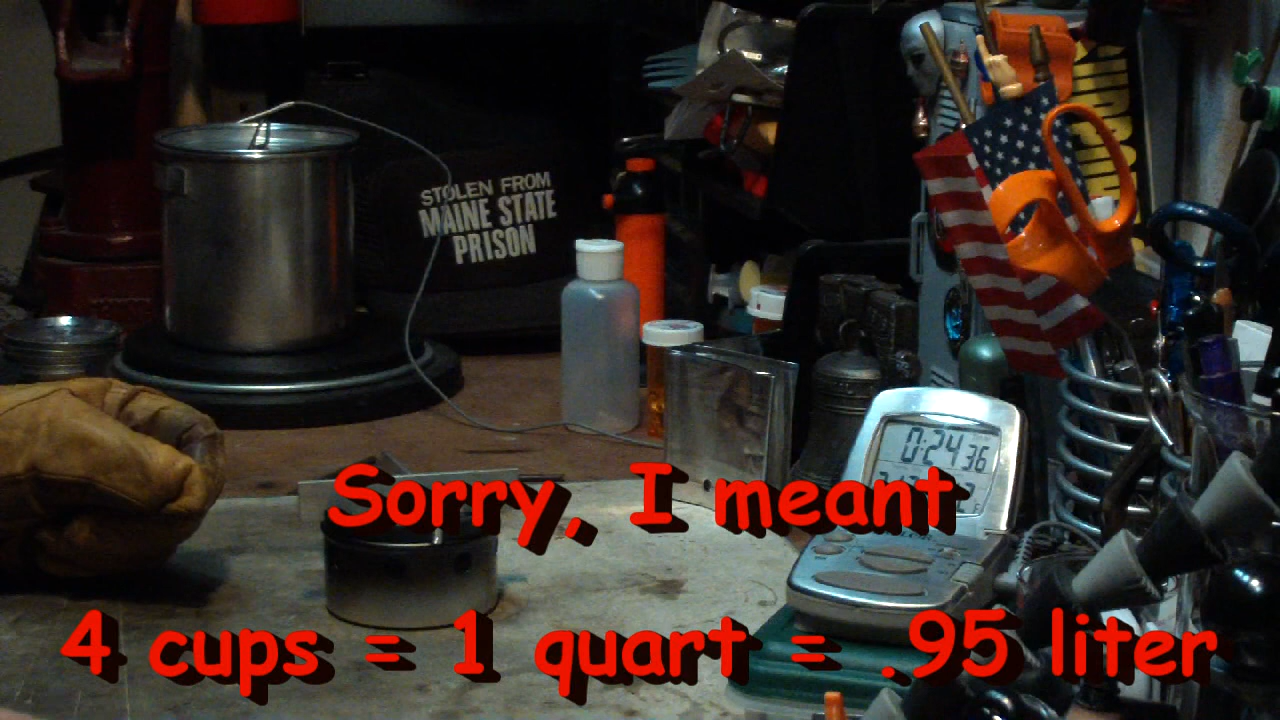 STOLEN FROM
MAINE STATE
PRISON
0:24 36
Sorry, I meant
4 cups = 1 quart = .95 liter